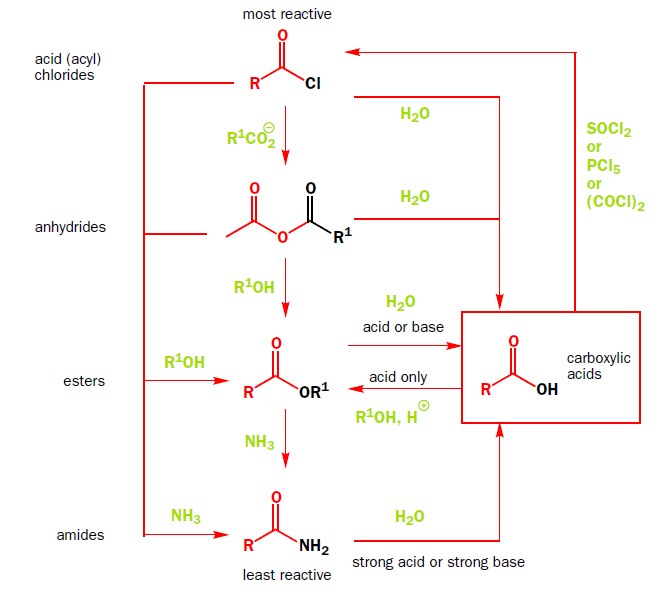 most reactive
acid (acyl)
chlorides
O
R
Cl
R¹CO₂⊖
H₂O
SOCl₂
or
PCl₅
or
(COCl)₂
anhydrides
O
O
O
R¹
H₂O
R¹OH
H₂O
acid or base
esters
R¹OH
O
R
OR¹
acid only
R¹OH, H⊕
O
R
OH
carboxylic
acids
NH₃
amides
NH₃
O
R
NH₂
H₂O
strong acid or strong base
least reactive